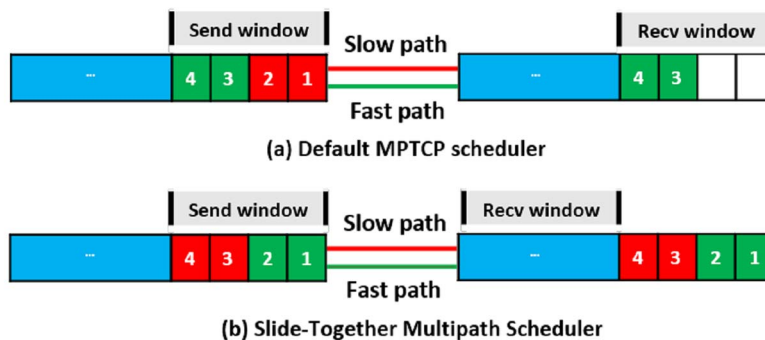 Send window
Recv window
Slow path
... 4 3 2 1
... 4 3
Fast path
(a) Default MPTCP scheduler
Send window
Recv window
Slow path
... 4 3 2 1
... 4 3 2 1
Fast path
(b) Slide-Together Multipath Scheduler